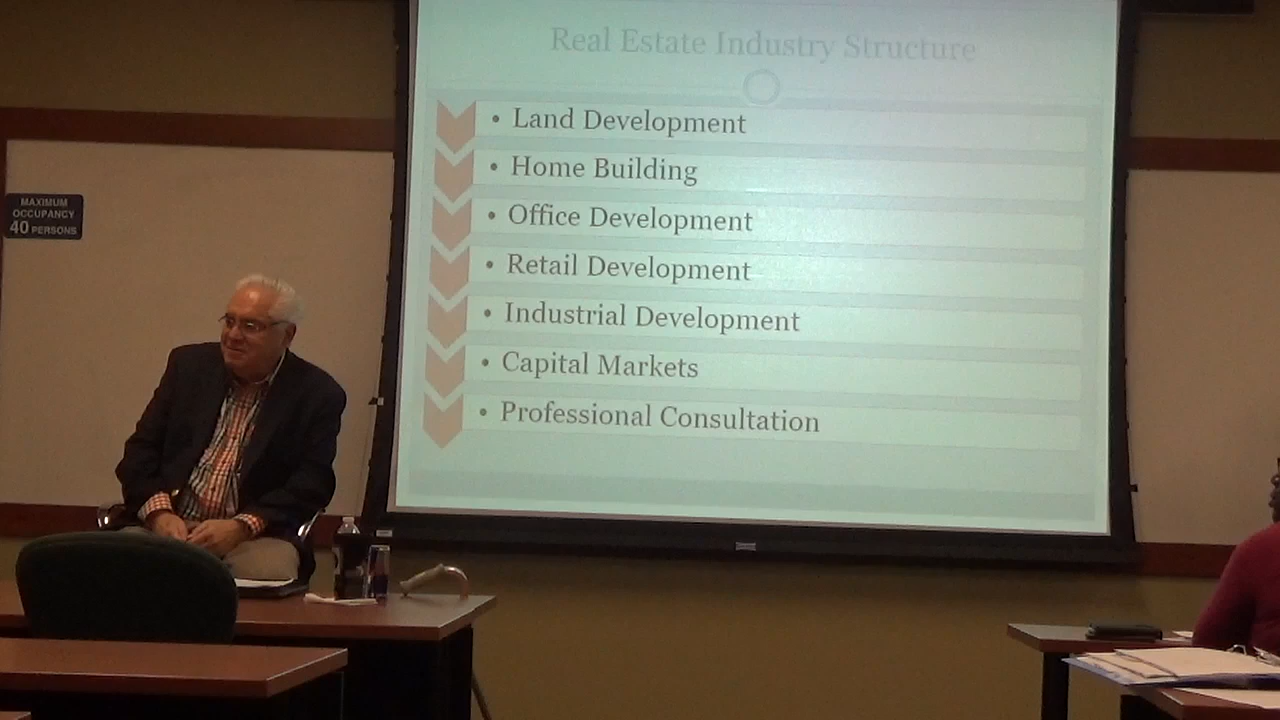 Real Estate Industry Structure
• Land Development
• Home Building
• Office Development
• Retail Development
• Industrial Development
• Capital Markets
• Professional Consultation
MAXIMUM
OCCUPANCY
40 PERSONS